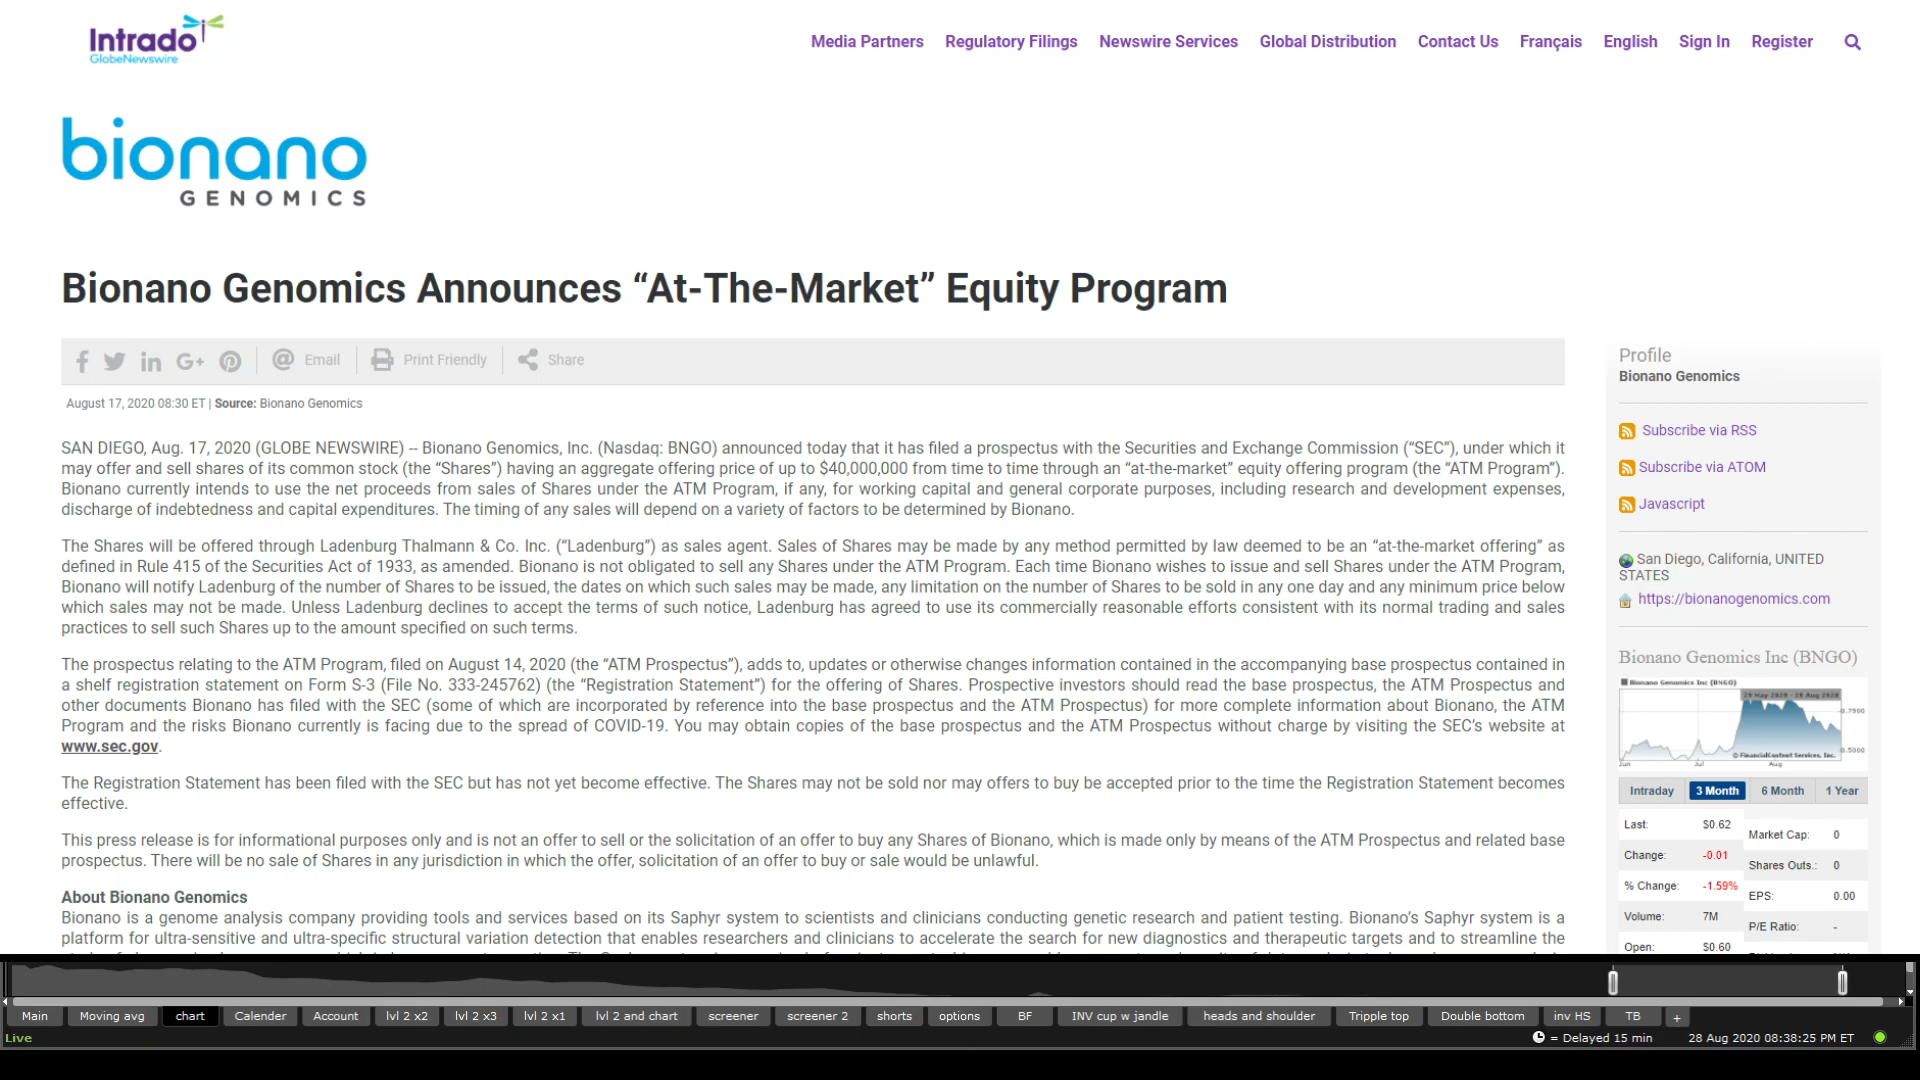 Intrado
GlobeNewswire
Media Partners Regulatory Filings Newswire Services Global Distribution Contact Us Français English Sign In Register
bionano
GENOMICS
Bionano Genomics Announces “At-The-Market” Equity Program
Email Print Friendly Share
August 17, 2020 08:30 ET | Source: Bionano Genomics
SAN DIEGO, Aug. 17, 2020 (GLOBE NEWSWIRE) -- Bionano Genomics, Inc. (Nasdaq: BNGO) announced today that it has filed a prospectus with the Securities and Exchange Commission (“SEC”), under which it
may offer and sell shares of its common stock (the “Shares”) having an aggregate offering price of up to $40,000,000 from time to time through an “at-the-market” equity offering program (the “ATM Program”).
Bionano currently intends to use the net proceeds from sales of Shares under the ATM Program, if any, for working capital and general corporate purposes, including research and development expenses,
discharge of indebtedness and capital expenditures. The timing of any sales will depend on a variety of factors to be determined by Bionano.
The Shares will be offered through Ladenburg Thalmann & Co. Inc. (“Ladenburg”) as sales agent. Sales of Shares may be made by any method permitted by law deemed to be an “at-the-market offering” as
defined in Rule 415 of the Securities Act of 1933, as amended. Bionano is not obligated to sell any Shares under the ATM Program. Each time Bionano wishes to issue and sell Shares under the ATM Program,
Bionano will notify Ladenburg of the number of Shares to be issued, the dates on which such sales may be made, any limitation on the number of Shares to be sold in any one day and any minimum price below
which sales may not be made. Unless Ladenburg declines to accept the terms of such notice, Ladenburg has agreed to use its commercially reasonable efforts consistent with its normal trading and sales
practices to sell such Shares up to the amount specified on such terms.
The prospectus relating to the ATM Program, filed on August 14, 2020 (the “ATM Prospectus”), adds to, updates or otherwise changes information contained in the accompanying base prospectus contained in
a shelf registration statement on Form S-3 (File No. 333-245762) (the “Registration Statement”) for the offering of Shares. Prospective investors should read the base prospectus, the ATM Prospectus and
other documents Bionano has filed with the SEC (some of which are incorporated by reference into the base prospectus and the ATM Prospectus) for more complete information about Bionano, the ATM
Program and the risks Bionano currently is facing due to the spread of COVID-19. You may obtain copies of the base prospectus and the ATM Prospectus without charge by visiting the SEC’s website at
www.sec.gov.
The Registration Statement has been filed with the SEC but has not yet become effective. The Shares may not be sold nor may offers to buy be accepted prior to the time the Registration Statement becomes
effective.
This press release is for informational purposes only and is not an offer to sell or the solicitation of an offer to buy any Shares of Bionano, which is made only by means of the ATM Prospectus and related base
prospectus. There will be no sale of Shares in any jurisdiction in which the offer, solicitation of an offer to buy or sale would be unlawful.
About Bionano Genomics
Bionano is a genome analysis company providing tools and services based on its Saphyr system to scientists and clinicians conducting genetic research and patient testing. Bionano’s Saphyr system is a
platform for ultra-sensitive and ultra-specific structural variation detection that enables researchers and clinicians to accelerate the search for new diagnostics and therapeutic targets and to streamline the
Profile
Bionano Genomics
Subscribe via RSS
Subscribe via ATOM
Javascript
San Diego, California, UNITED
STATES
https://bionanogenomics.com
Bionano Genomics Inc (BNGO)
Bionano Genomics Inc (BNGO)
29 May 2020 - 28 Aug 2020
0.7500
0.5000
© FinancialContent Services, Inc.
Jun Jul Aug
Intraday 3 Month 6 Month 1 Year
Last: $0.62
Change: -0.01
% Change: -1.59%
Volume: 7M
Open: $0.60
Market Cap: 0
Shares Outs.: 0
EPS: 0.00
P/E Ratio: -
Main Moving avg chart Calender Account lvl 2 x2 lvl 2 x3 lvl 2 x1 lvl 2 and chart screener screener 2 shorts options BF INV cup w jandle heads and shoulder Tripple top Double bottom inv HS TB +
Live = Delayed 15 min 28 Aug 2020 08:38:25 PM ET